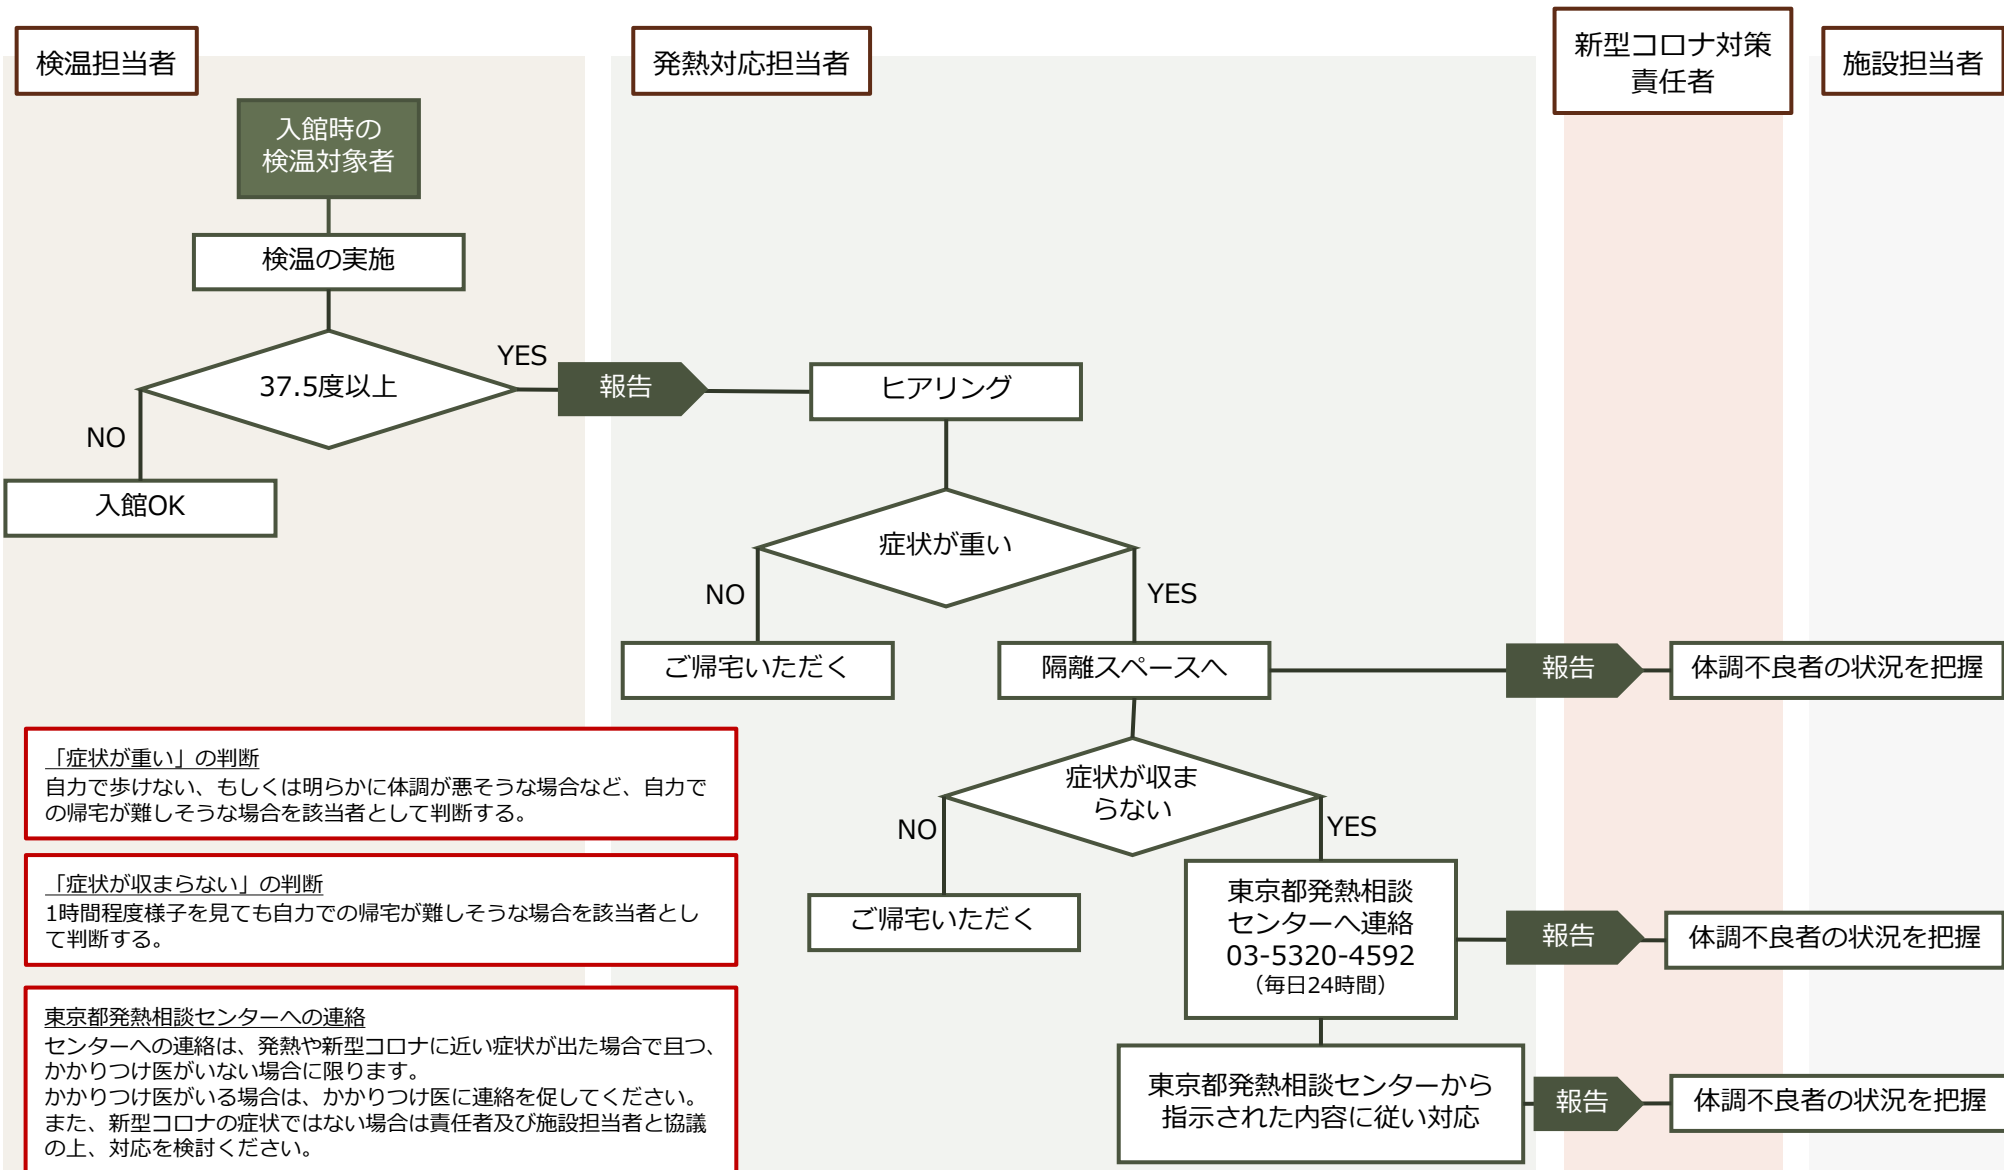 検温担当者
発熱対応担当者
新型コロナ対策
責任者
施設担当者
入館時の
検温対象者
検温の実施
37.5度以上
YES
NO
入館OK
報告
ヒアリング
症状が重い
NO
YES
ご帰宅いただく
隔離スペースへ
報告
体調不良者の状況を把握
症状が収ま
らない
NO
YES
ご帰宅いただく
東京都発熱相談
センターへ連絡
03-5320-4592
（毎日24時間）
報告
体調不良者の状況を把握
東京都発熱相談センターから
指示された内容に従い対応
報告
体調不良者の状況を把握
「症状が重い」の判断
自力で歩けない、もしくは明らかに体調が悪そうな場合など、自力で
の帰宅が難しそうな場合を該当者として判断する。
「症状が収まらない」の判断
1時間程度様子を見ても自力での帰宅が難しそうな場合を該当者とし
て判断する。
東京都発熱相談センターへの連絡
センターへの連絡は、発熱や新型コロナに近い症状が出た場合で且つ、
かかりつけ医がいない場合に限ります。
かかりつけ医がいる場合は、かかりつけ医に連絡を促してください。
また、新型コロナの症状ではない場合は責任者及び施設担当者と協議
の上、対応を検討ください。